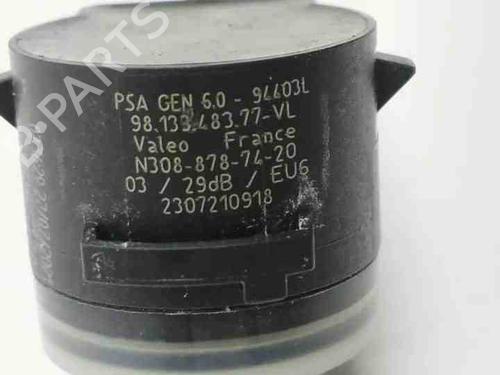 PSA GEN 6.0 - 94403L
98.133.483.77-VL
Valeo France
N308-878-74-20
03 / 29dB / EU6
2307210918